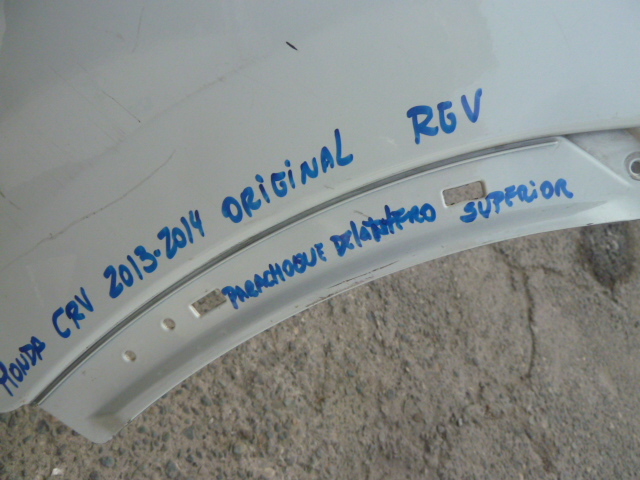 HONDA CRV 2013-2014 ORIGINAL RGV
PARACHOQUE DELANTERO SUPERIOR